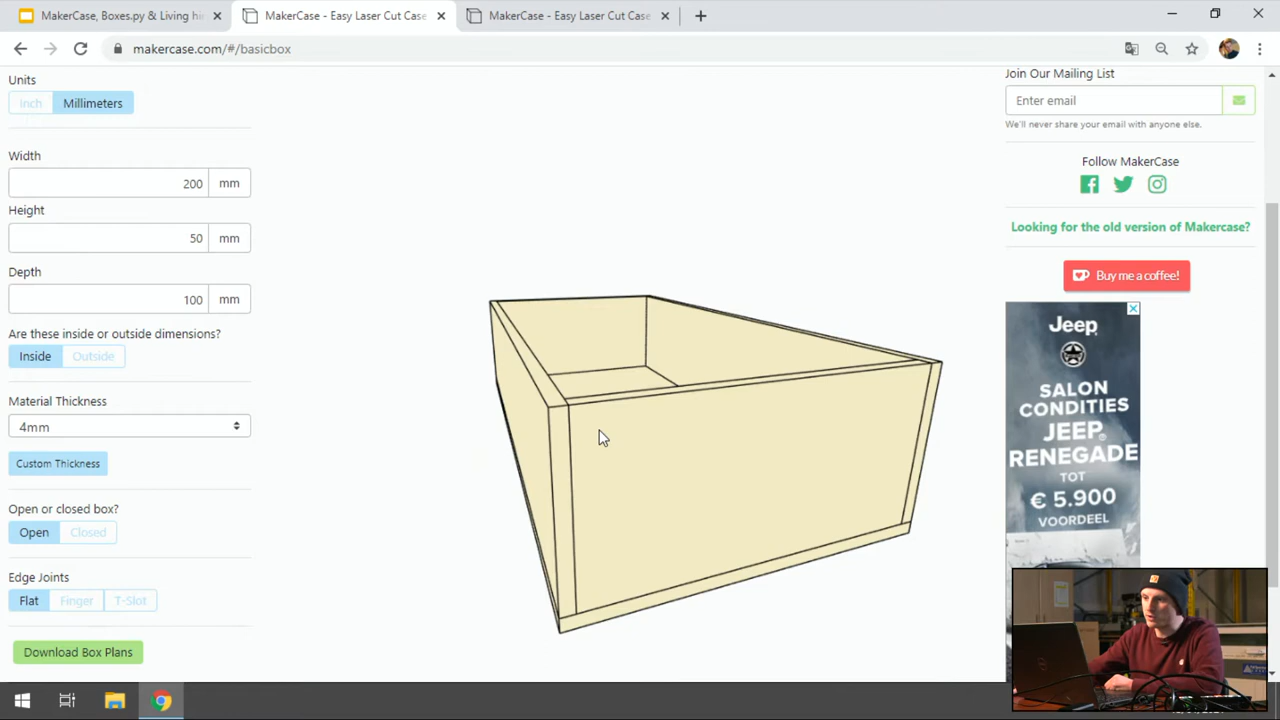 MakerCase, Boxes.py & Living hi
MakerCase - Easy Laser Cut Case
MakerCase - Easy Laser Cut Case
makercase.com/#/basicbox
Units
Inch
Millimeters
Width
200 mm
Height
50 mm
Depth
100 mm
Are these inside or outside dimensions?
Inside
Outside
Material Thickness
4mm
Custom Thickness
Open or closed box?
Open
Closed
Edge Joints
Flat
Finger
T-Slot
Download Box Plans
Join Our Mailing List
Enter email
We'll never share your email with anyone else.
Follow MakerCase
Looking for the old version of Makercase?
Buy me a coffee!
Jeep
SALON
CONDITIES
JEEP®
RENEGADE
TOT
€ 5.900
VOORDEEL